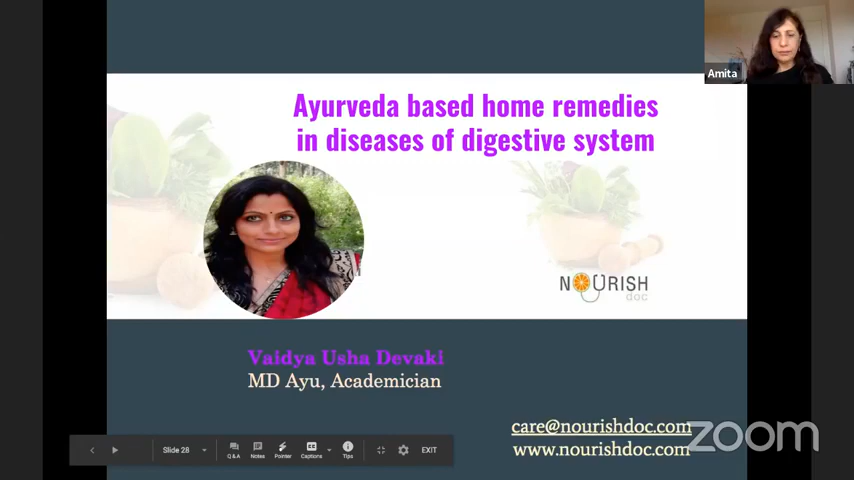 Amita
Ayurveda based home remedies
in diseases of digestive system
NOURISH
doc
Vaidya Usha Devaki
MD Ayu, Academician
care@nourishdoc.com
www.nourishdoc.com
zoom
Slide 28
Q&A
Notes
Pointer
Captions
Tips
EXIT